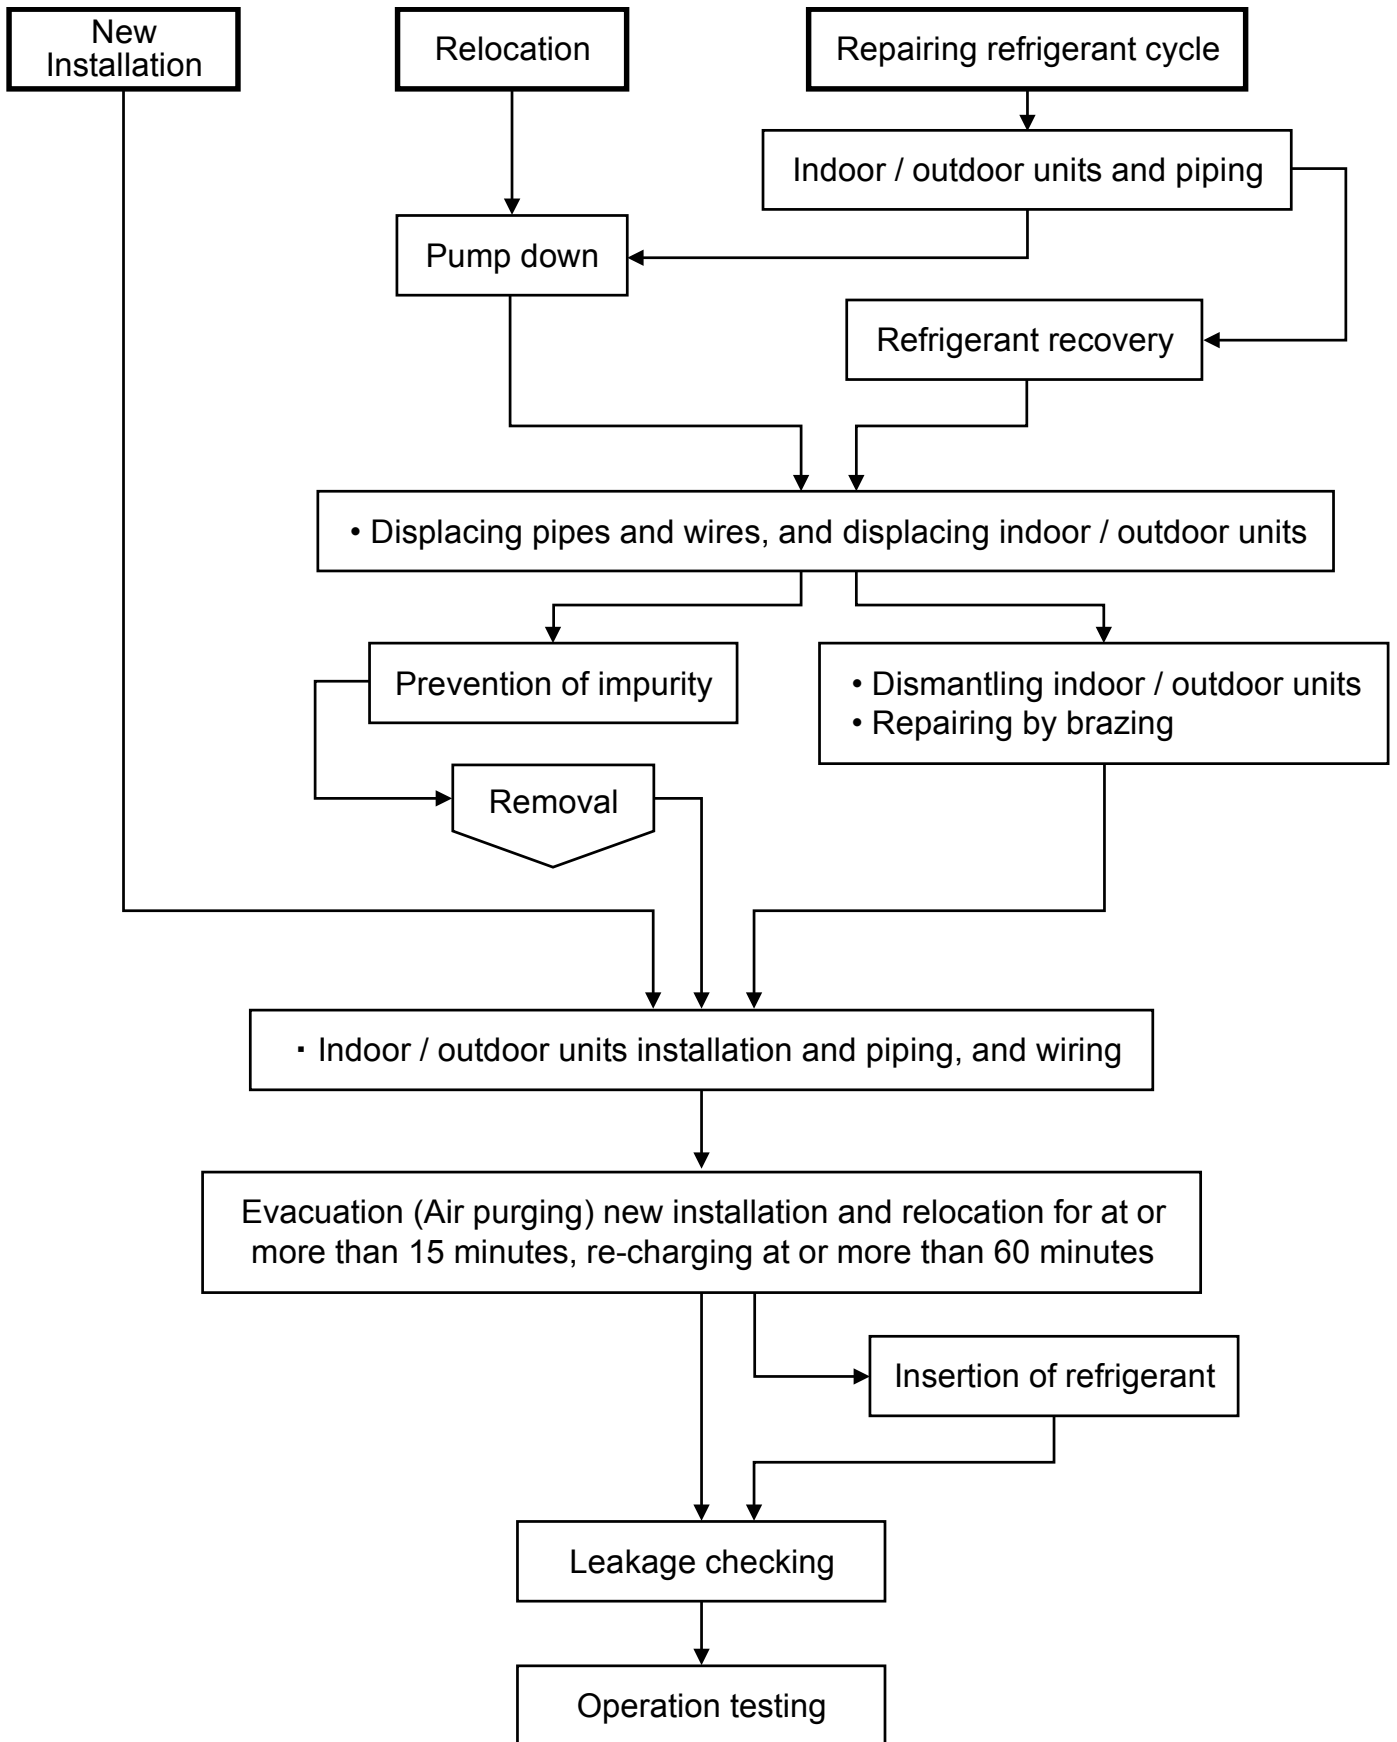 New
Installation
Relocation
Repairing refrigerant cycle
Indoor / outdoor units and piping
Pump down
Refrigerant recovery
• Displacing pipes and wires, and displacing indoor / outdoor units
Prevention of impurity
• Dismantling indoor / outdoor units
• Repairing by brazing
Removal
· Indoor / outdoor units installation and piping, and wiring
Evacuation (Air purging) new installation and relocation for at or
more than 15 minutes, re-charging at or more than 60 minutes
Insertion of refrigerant
Leakage checking
Operation testing